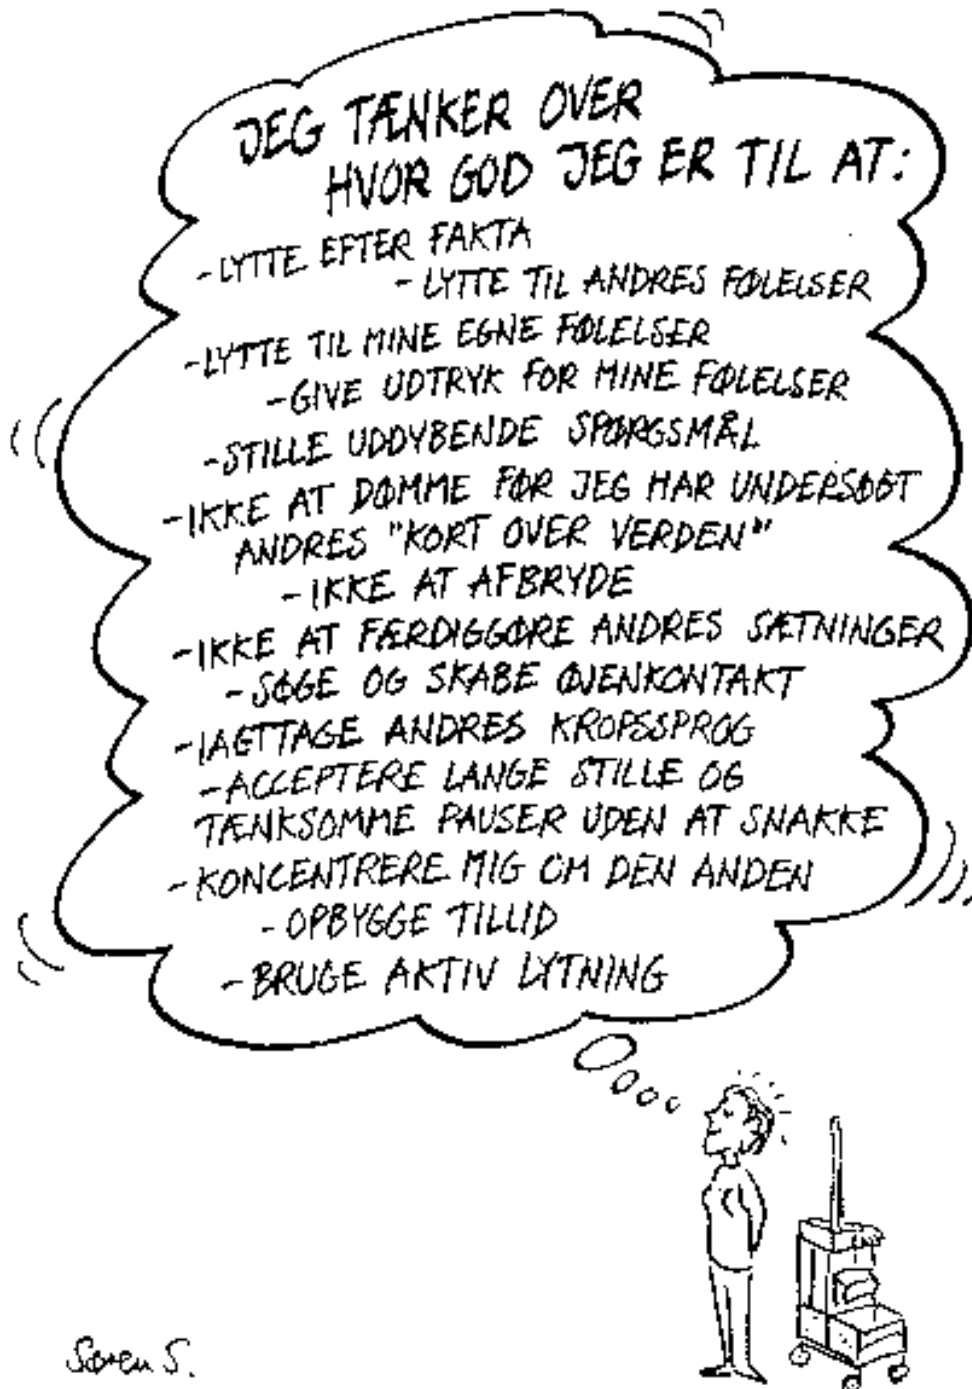 JEG TÆNKER OVER
HVOR GOD JEG ER TIL AT:
- LYTTE EFTER FAKTA
- LYTTE TIL ANDRES FØLELSER
- LYTTE TIL MINE EGNE FØLELSER
- GIVE UDTRYK FOR MINE FØLELSER
- STILLE UDDYBENDE SPØRGSMÅL
- IKKE AT DØMME FØR JEG HAR UNDERSØGT
ANDRES "KORT OVER VERDEN"
- IKKE AT AFBRYDE
- IKKE AT FÆRDIGGØRE ANDRES SÆTNINGER
- SØGE OG SKABE ØJENKONTAKT
- IAGTTAGE ANDRES KROPSSPROG
- ACCEPTERE LANGE STILLE OG
TÆNKSOMME PAUSER UDEN AT SNAKKE
- KONCENTRERE MIG OM DEN ANDEN
- OPBYGGE TILLID
- BRUGE AKTIV LYTNING
Søren S.